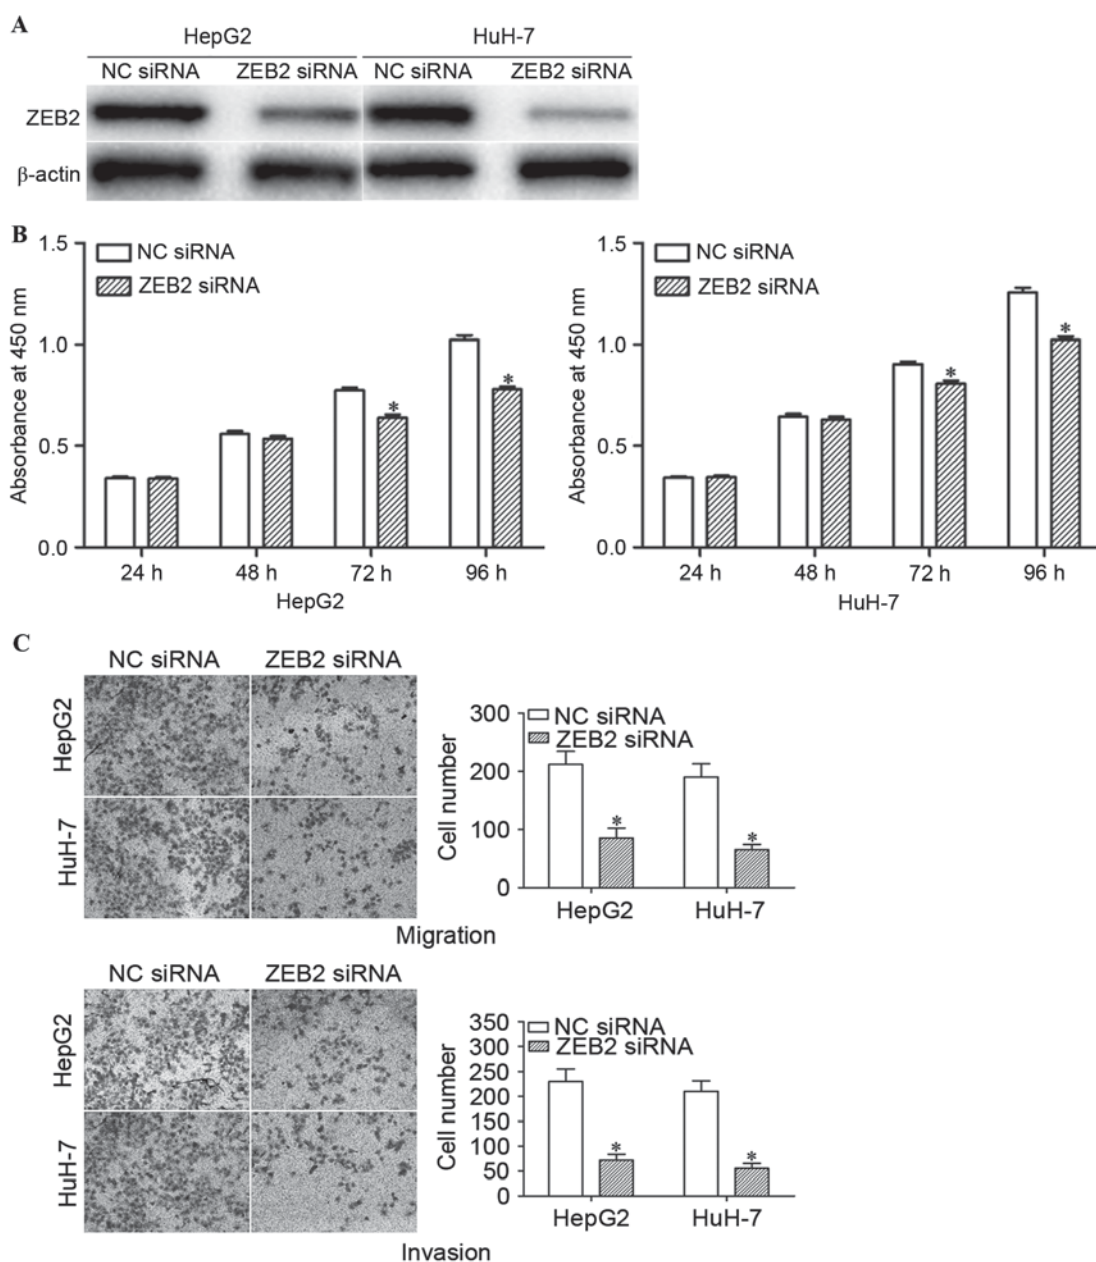 A
HepG2 HuH-7
NC siRNA ZEB2 siRNA NC siRNA ZEB2 siRNA
ZEB2
β-actin
B
1.5
NC siRNA
ZEB2 siRNA
1.0
0.5
0.0
Absorbance at 450 nm
24 h 48 h 72 h 96 h
* *
HepG2
1.5
NC siRNA
ZEB2 siRNA
1.0
0.5
0.0
Absorbance at 450 nm
24 h 48 h 72 h 96 h
* *
HuH-7
C
NC siRNA ZEB2 siRNA
HepG2
HuH-7
300
NC siRNA
ZEB2 siRNA
200
100
0
Cell number
* *
HepG2 HuH-7
Migration
NC siRNA ZEB2 siRNA
HepG2
HuH-7
350
NC siRNA
300
ZEB2 siRNA
250
200
150
100
50
0
Cell number
* *
HepG2 HuH-7
Invasion